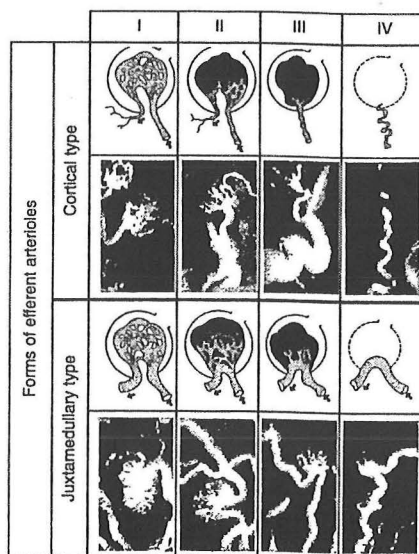 I II III IV
Forms of efferent arterioles
Cortical type
Juxtamedullary type